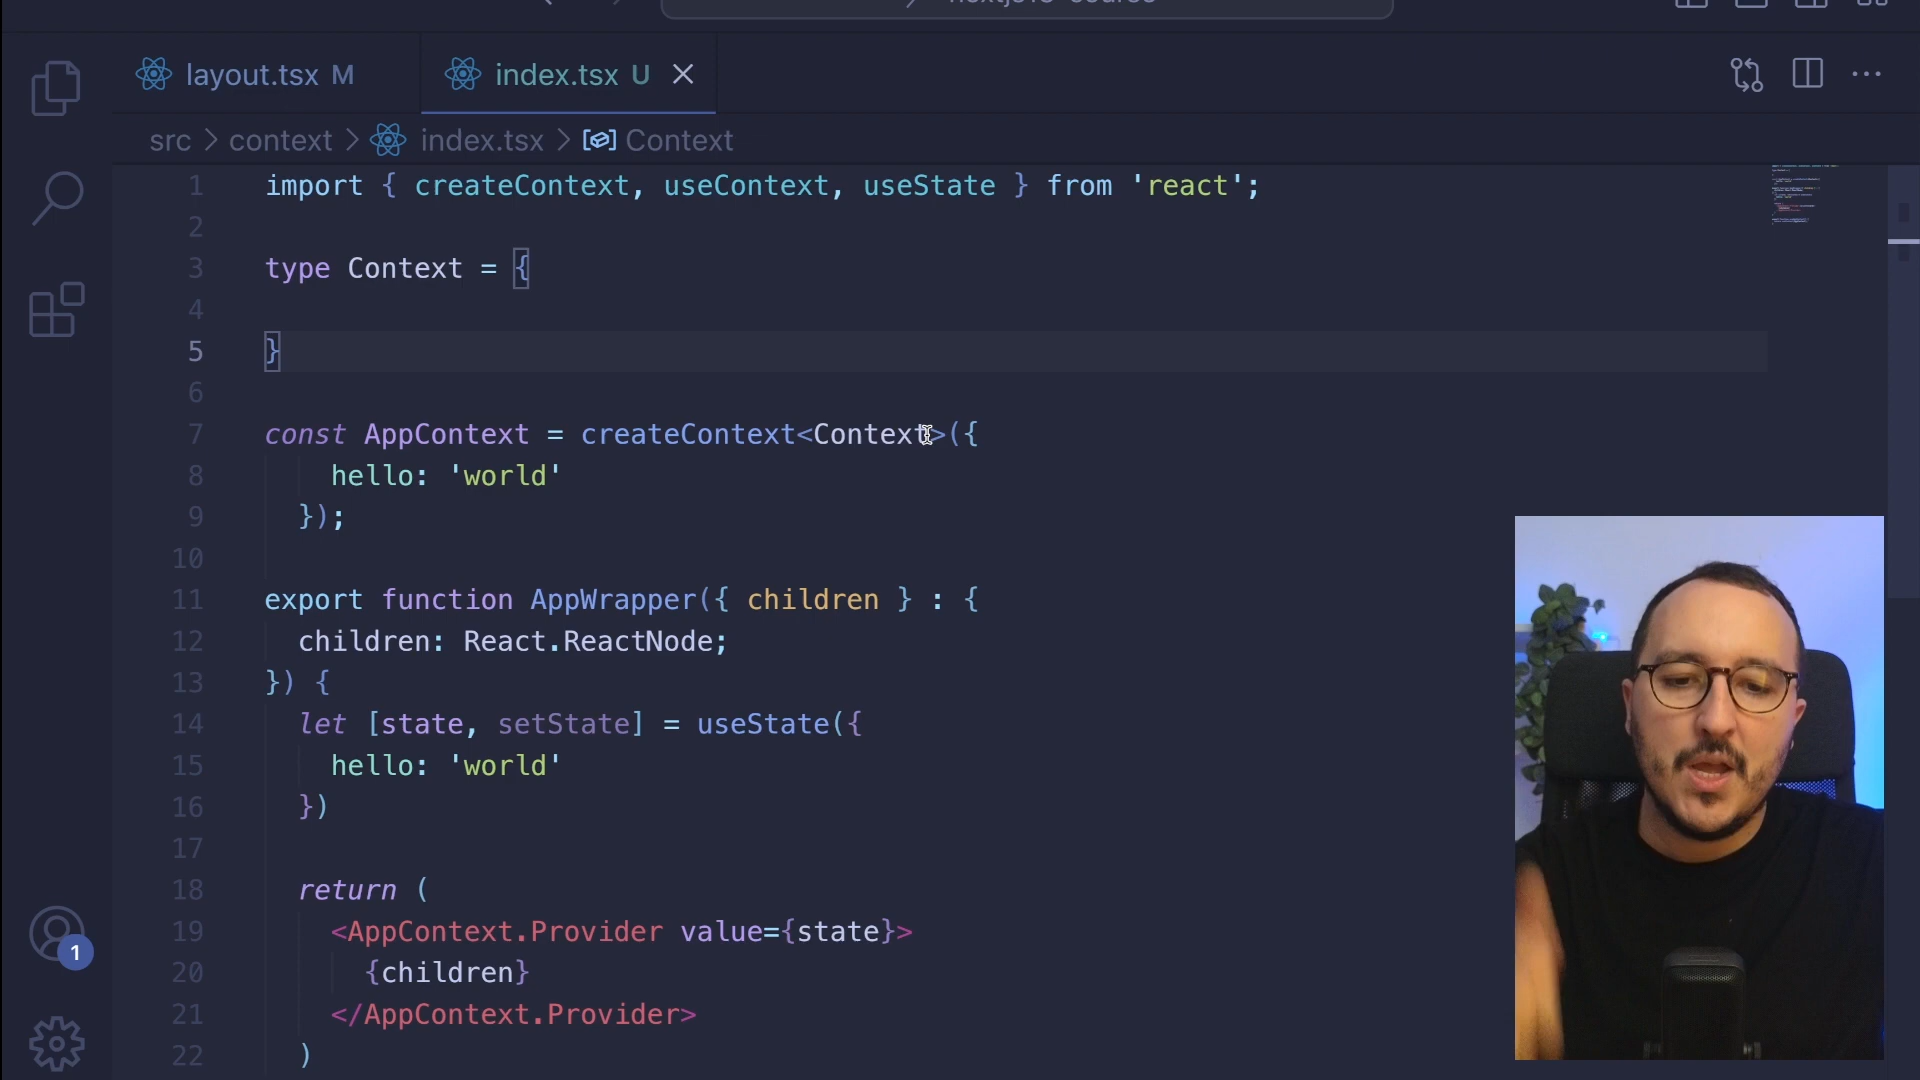 layout.tsx M
index.tsx U
src > context > index.tsx > Context
1 import { createContext, useContext, useState } from 'react';
2
3 type Context = {
4
5 }
6
7 const AppContext = createContext<Context>({
8 hello: 'world'
9 });
10
11 export function AppWrapper({ children } : {
12 children: React.ReactNode;
13 }) {
14 let [state, setState] = useState({
15 hello: 'world'
16 })
17
18 return (
19 <AppContext.Provider value={state}>
20 {children}
21 </AppContext.Provider>
22 )
1